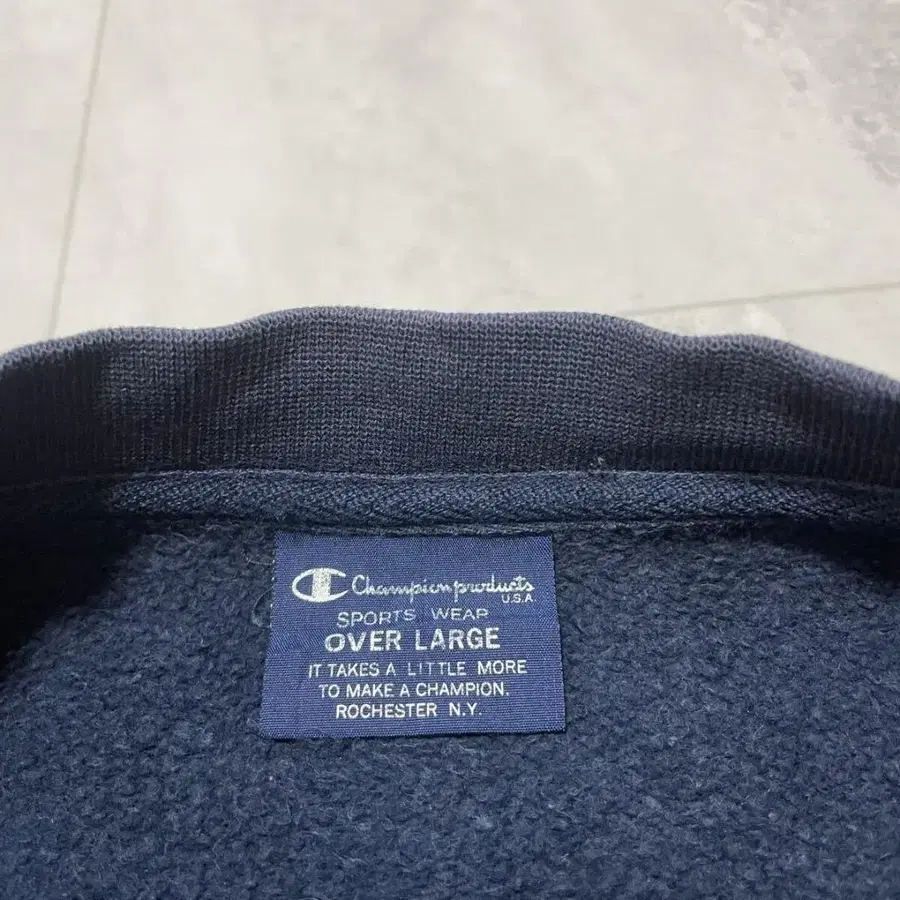 Champion products
U.S.A
SPORTS WEAR
OVER LARGE
IT TAKES A LITTLE MORE
TO MAKE A CHAMPION.
ROCHESTER N.Y.